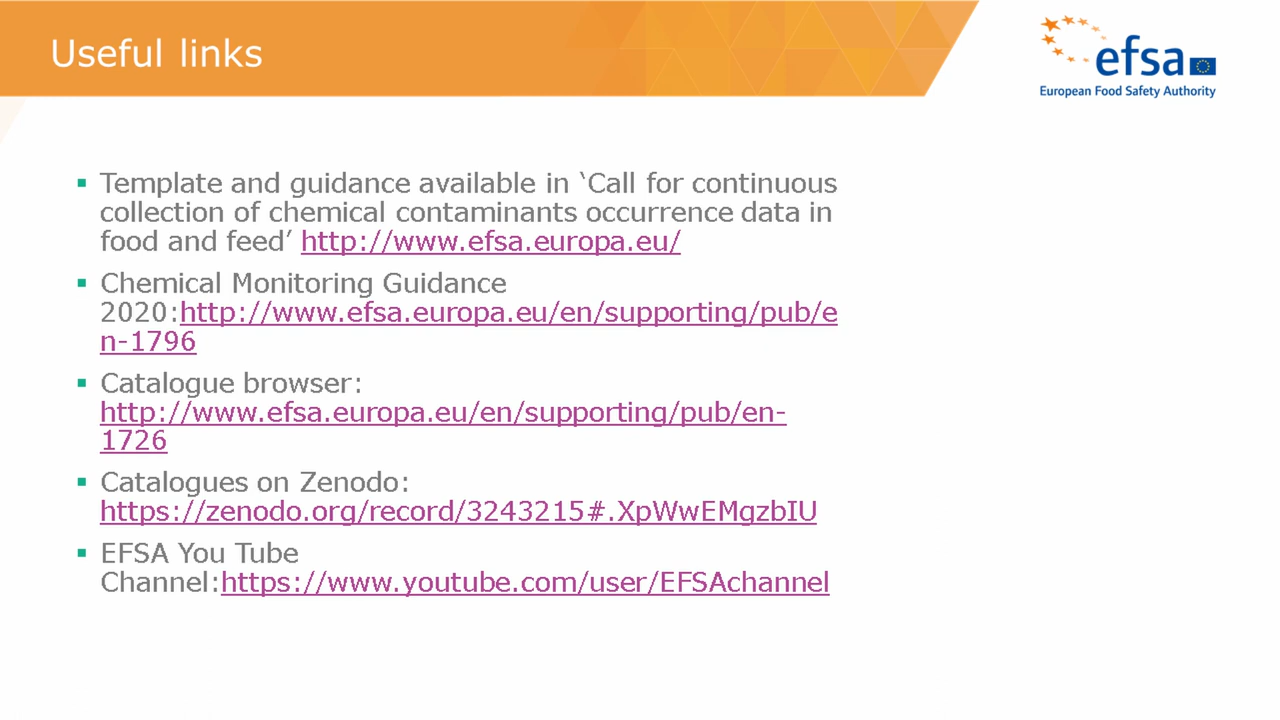 Useful links
efsa
European Food Safety Authority
Template and guidance available in ‘Call for continuous
collection of chemical contaminants occurrence data in
food and feed’ http://www.efsa.europa.eu/
Chemical Monitoring Guidance
2020:http://www.efsa.europa.eu/en/supporting/pub/e
n-1796
Catalogue browser:
http://www.efsa.europa.eu/en/supporting/pub/en-
1726
Catalogues on Zenodo:
https://zenodo.org/record/3243215#.XpWwEMgzbIU
EFSA You Tube
Channel:https://www.youtube.com/user/EFSAchannel